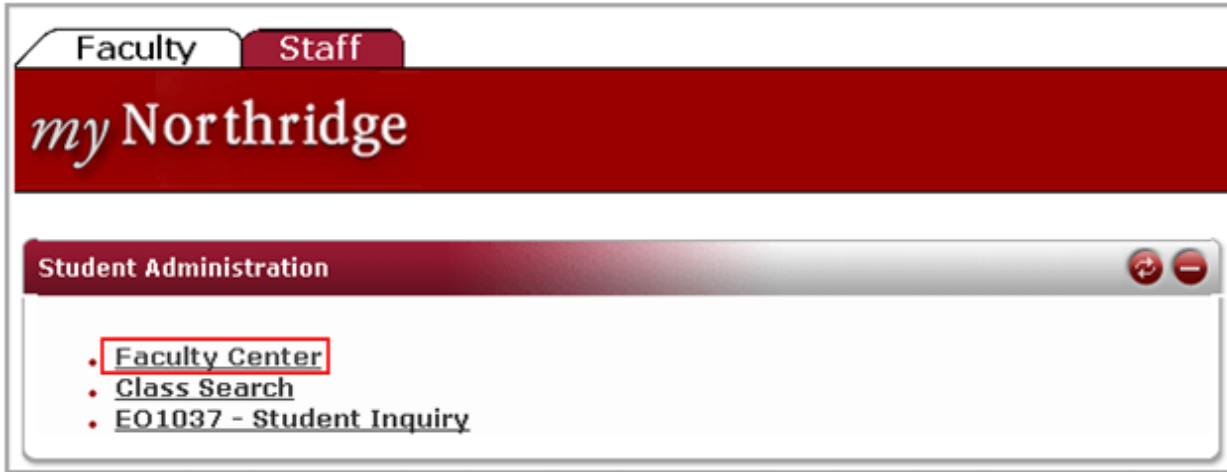 Faculty Staff
my Northridge
Student Administration
Faculty Center
Class Search
EO1037 - Student Inquiry